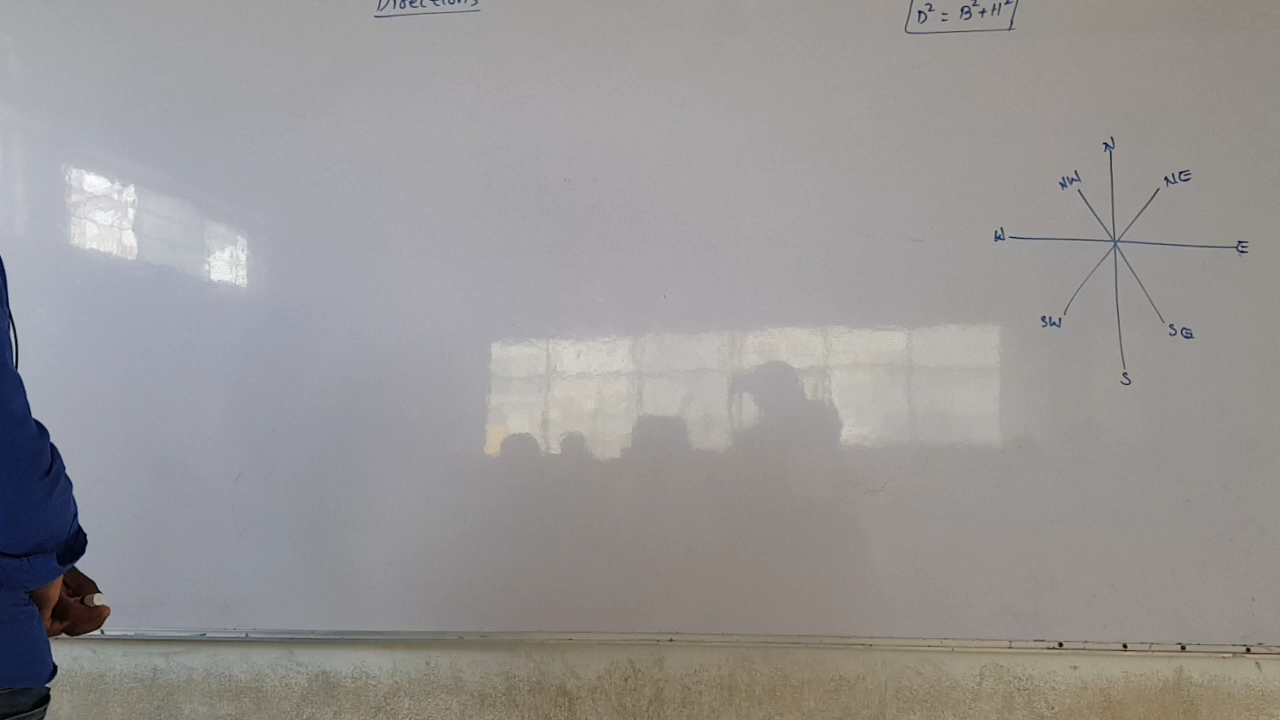 Directions
D² = B² + H²
N
NW
NE
W
E
SW
SE
S